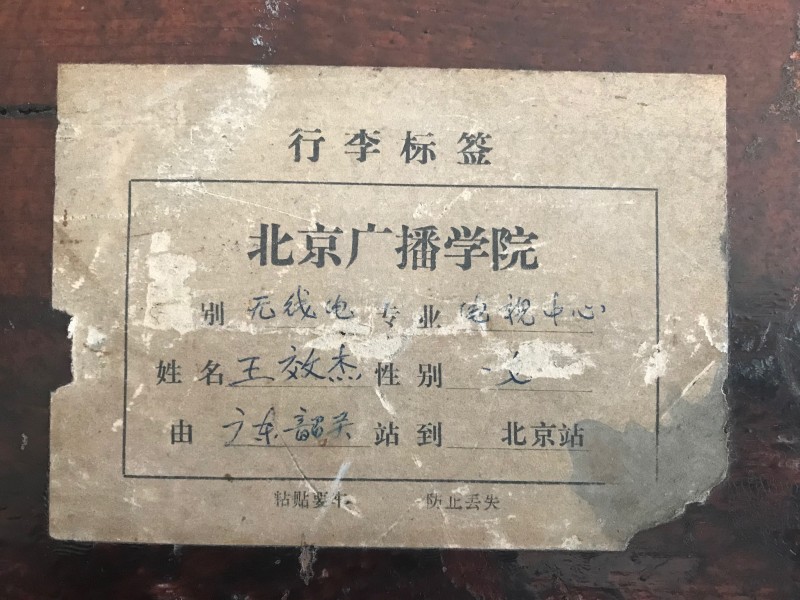 行李标签
北京广播学院
别 无线电 专业 电视中心
姓名 王效杰 性别 女
由 广东韶关 站到 北京站
粘贴要牢 防止丢失